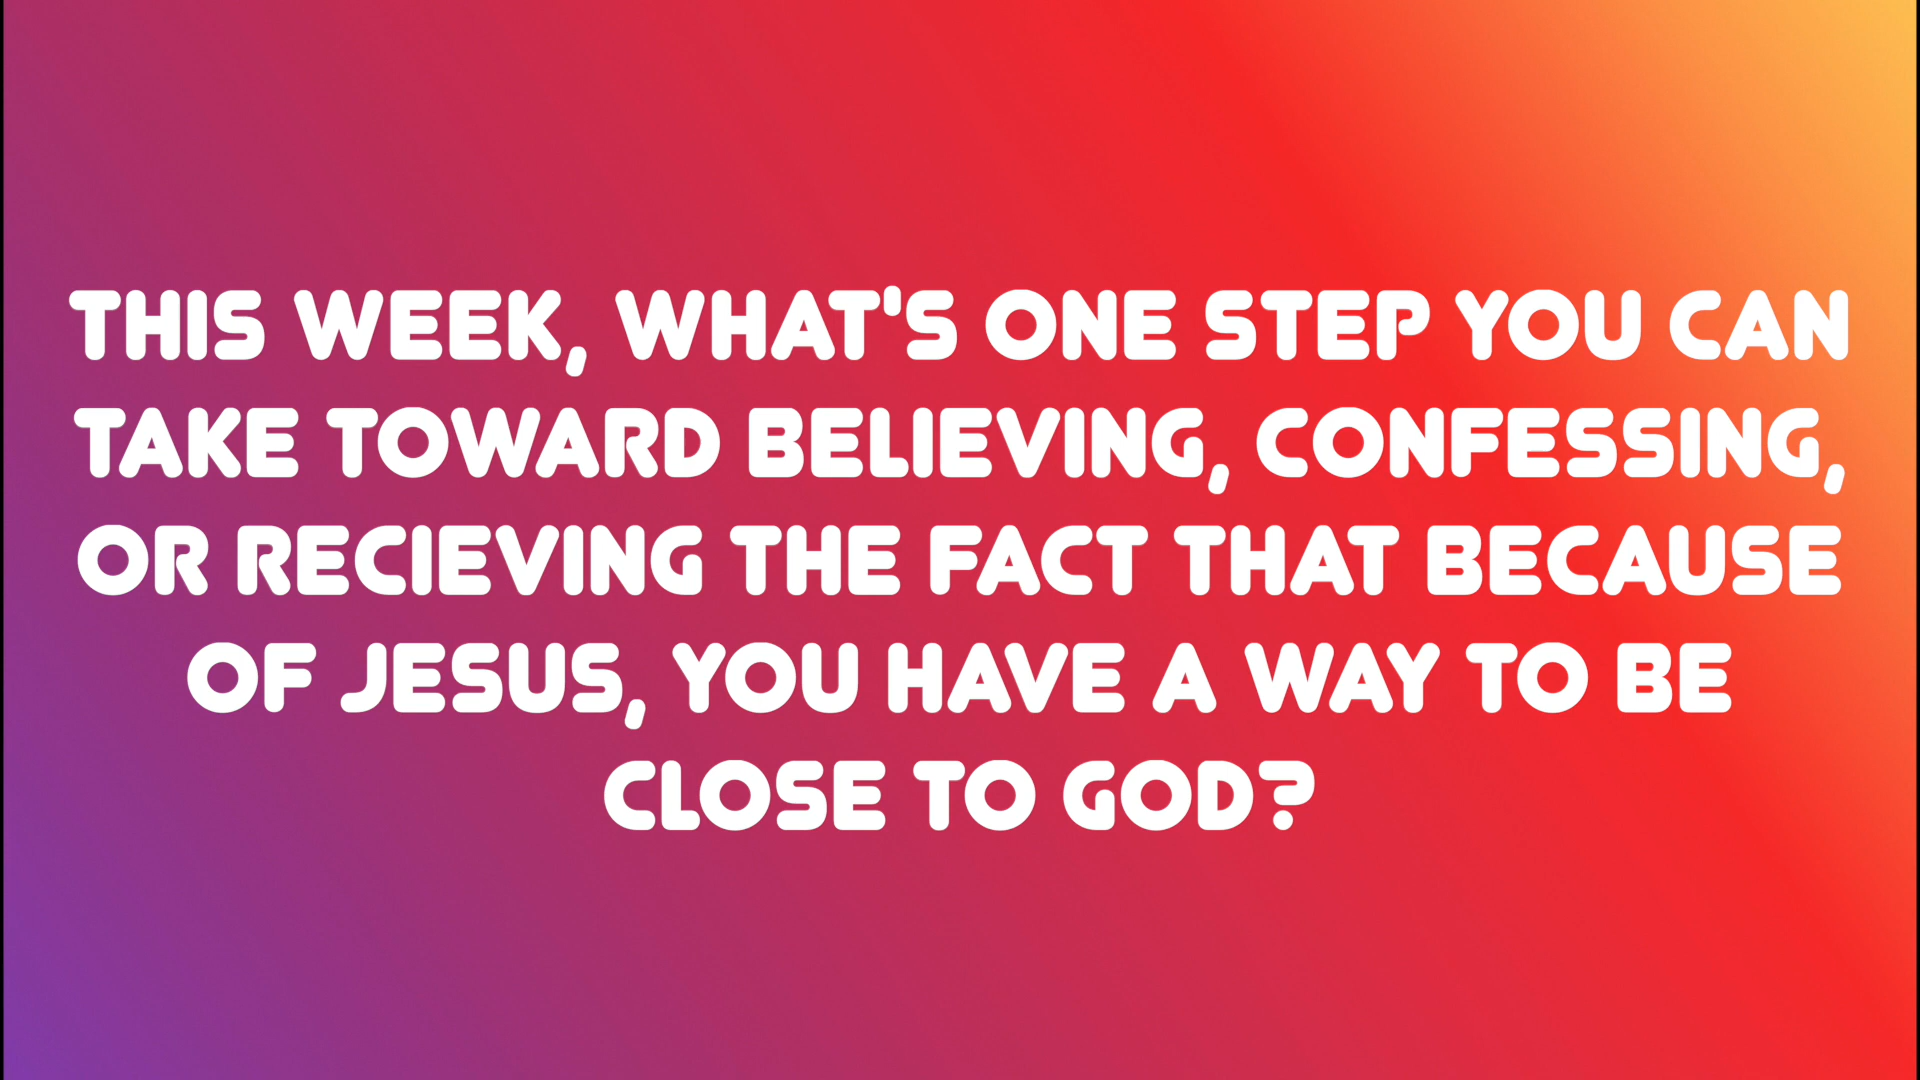 THIS WEEK, WHAT'S ONE STEP YOU CAN
TAKE TOWARD BELIEVING, CONFESSING,
OR RECIEVING THE FACT THAT BECAUSE
OF JESUS, YOU HAVE A WAY TO BE
CLOSE TO GOD?